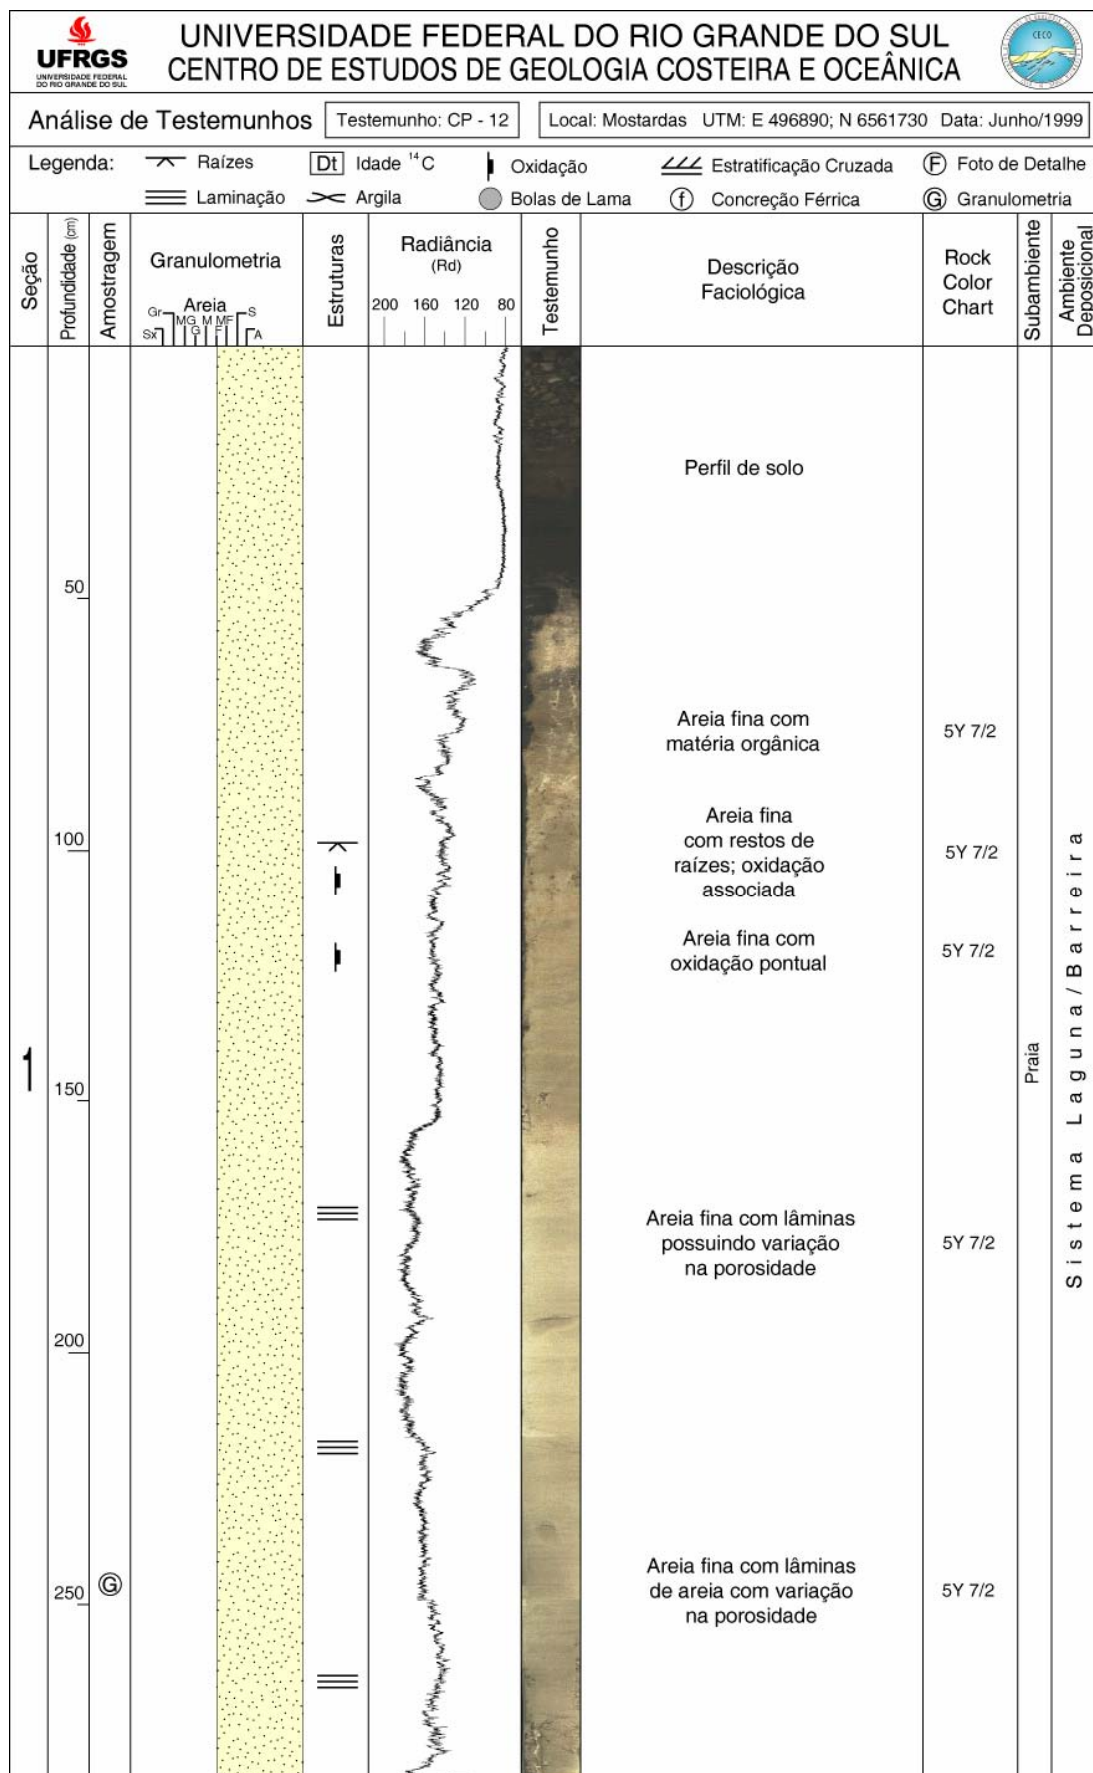 UFRGS
UNIVERSIDADE FEDERAL
DO RIO GRANDE DO SUL
UNIVERSIDADE FEDERAL DO RIO GRANDE DO SUL
CENTRO DE ESTUDOS DE GEOLOGIA COSTEIRA E OCEÂNICA
CECO
Análise de Testemunhos
Testemunho: CP - 12
Local: Mostardas UTM: E 496890; N 6561730 Data: Junho/1999
Legenda:
Raízes
Dt Idade 14C
Oxidação
Estratificação Cruzada
F Foto de Detalhe
Laminação
Argila
Bolas de Lama
f Concreção Férrica
G Granulometria
Seção
Profundidade (cm)
Amostragem
Granulometria
Areia
Gr
MG M MF
S
Sx
G F
A
Estruturas
Radiância
(Rd)
200 160 120 80
Testemunho
Descrição
Faciológica
Rock
Color
Chart
Subambiente
Ambiente
Deposicional
Perfil de solo
50
Areia fina com
matéria orgânica
5Y 7/2
100
Areia fina
com restos de
raízes; oxidação
associada
5Y 7/2
Areia fina com
oxidação pontual
5Y 7/2
1
150
Praia
Sistema Laguna/Barreira
Areia fina com lâminas
possuindo variação
na porosidade
5Y 7/2
200
250
G
Areia fina com lâminas
de areia com variação
na porosidade
5Y 7/2